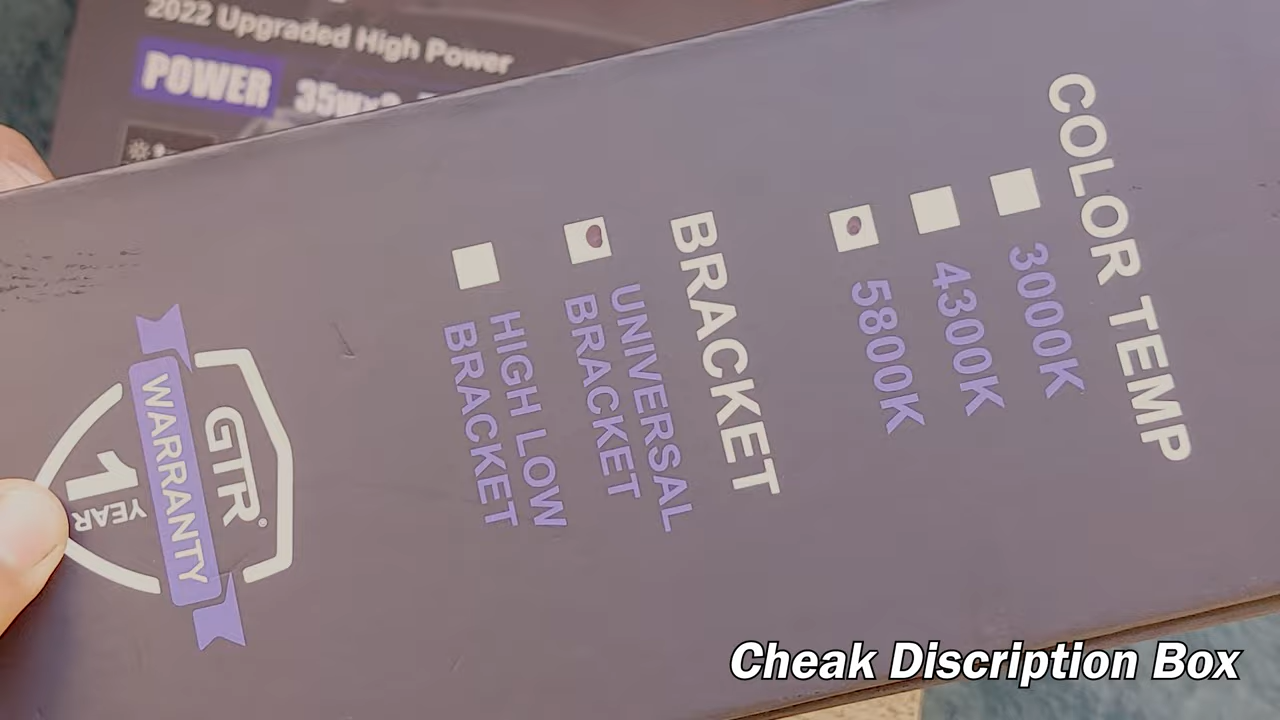 2022 Upgraded High Power
POWER 35W
COLOR TEMP
3000K
4300K
5800K
BRACKET
UNIVERSAL
BRACKET
HIGH LOW
BRACKET
GTR®
WARRANTY
1
YEAR
Cheak Discription Box